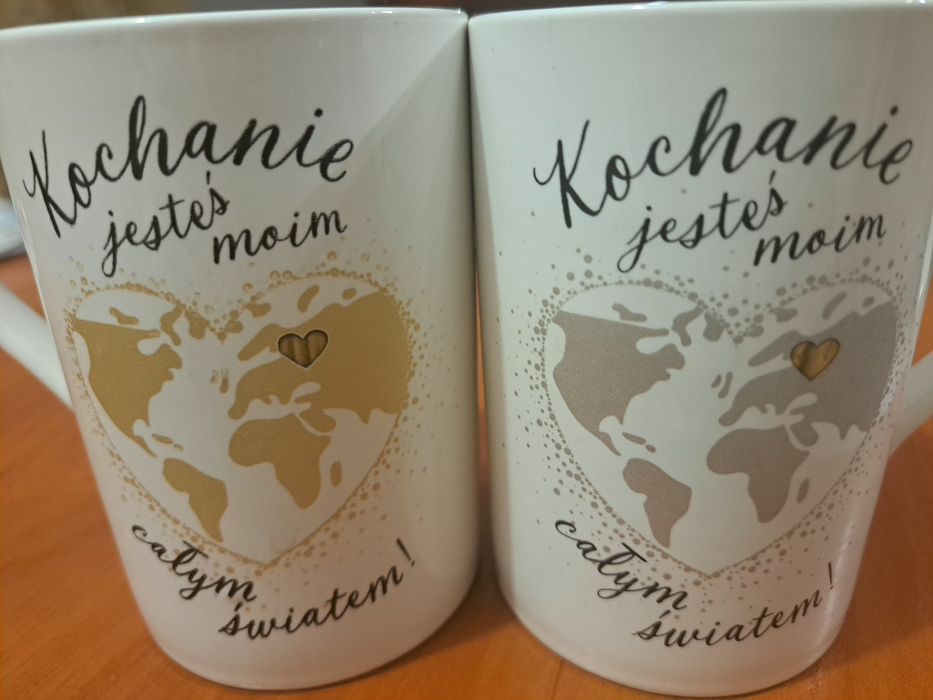 Kochanie
jesteś
moim
całym
światem!
Kochanie
jesteś
moim
całym
światem!